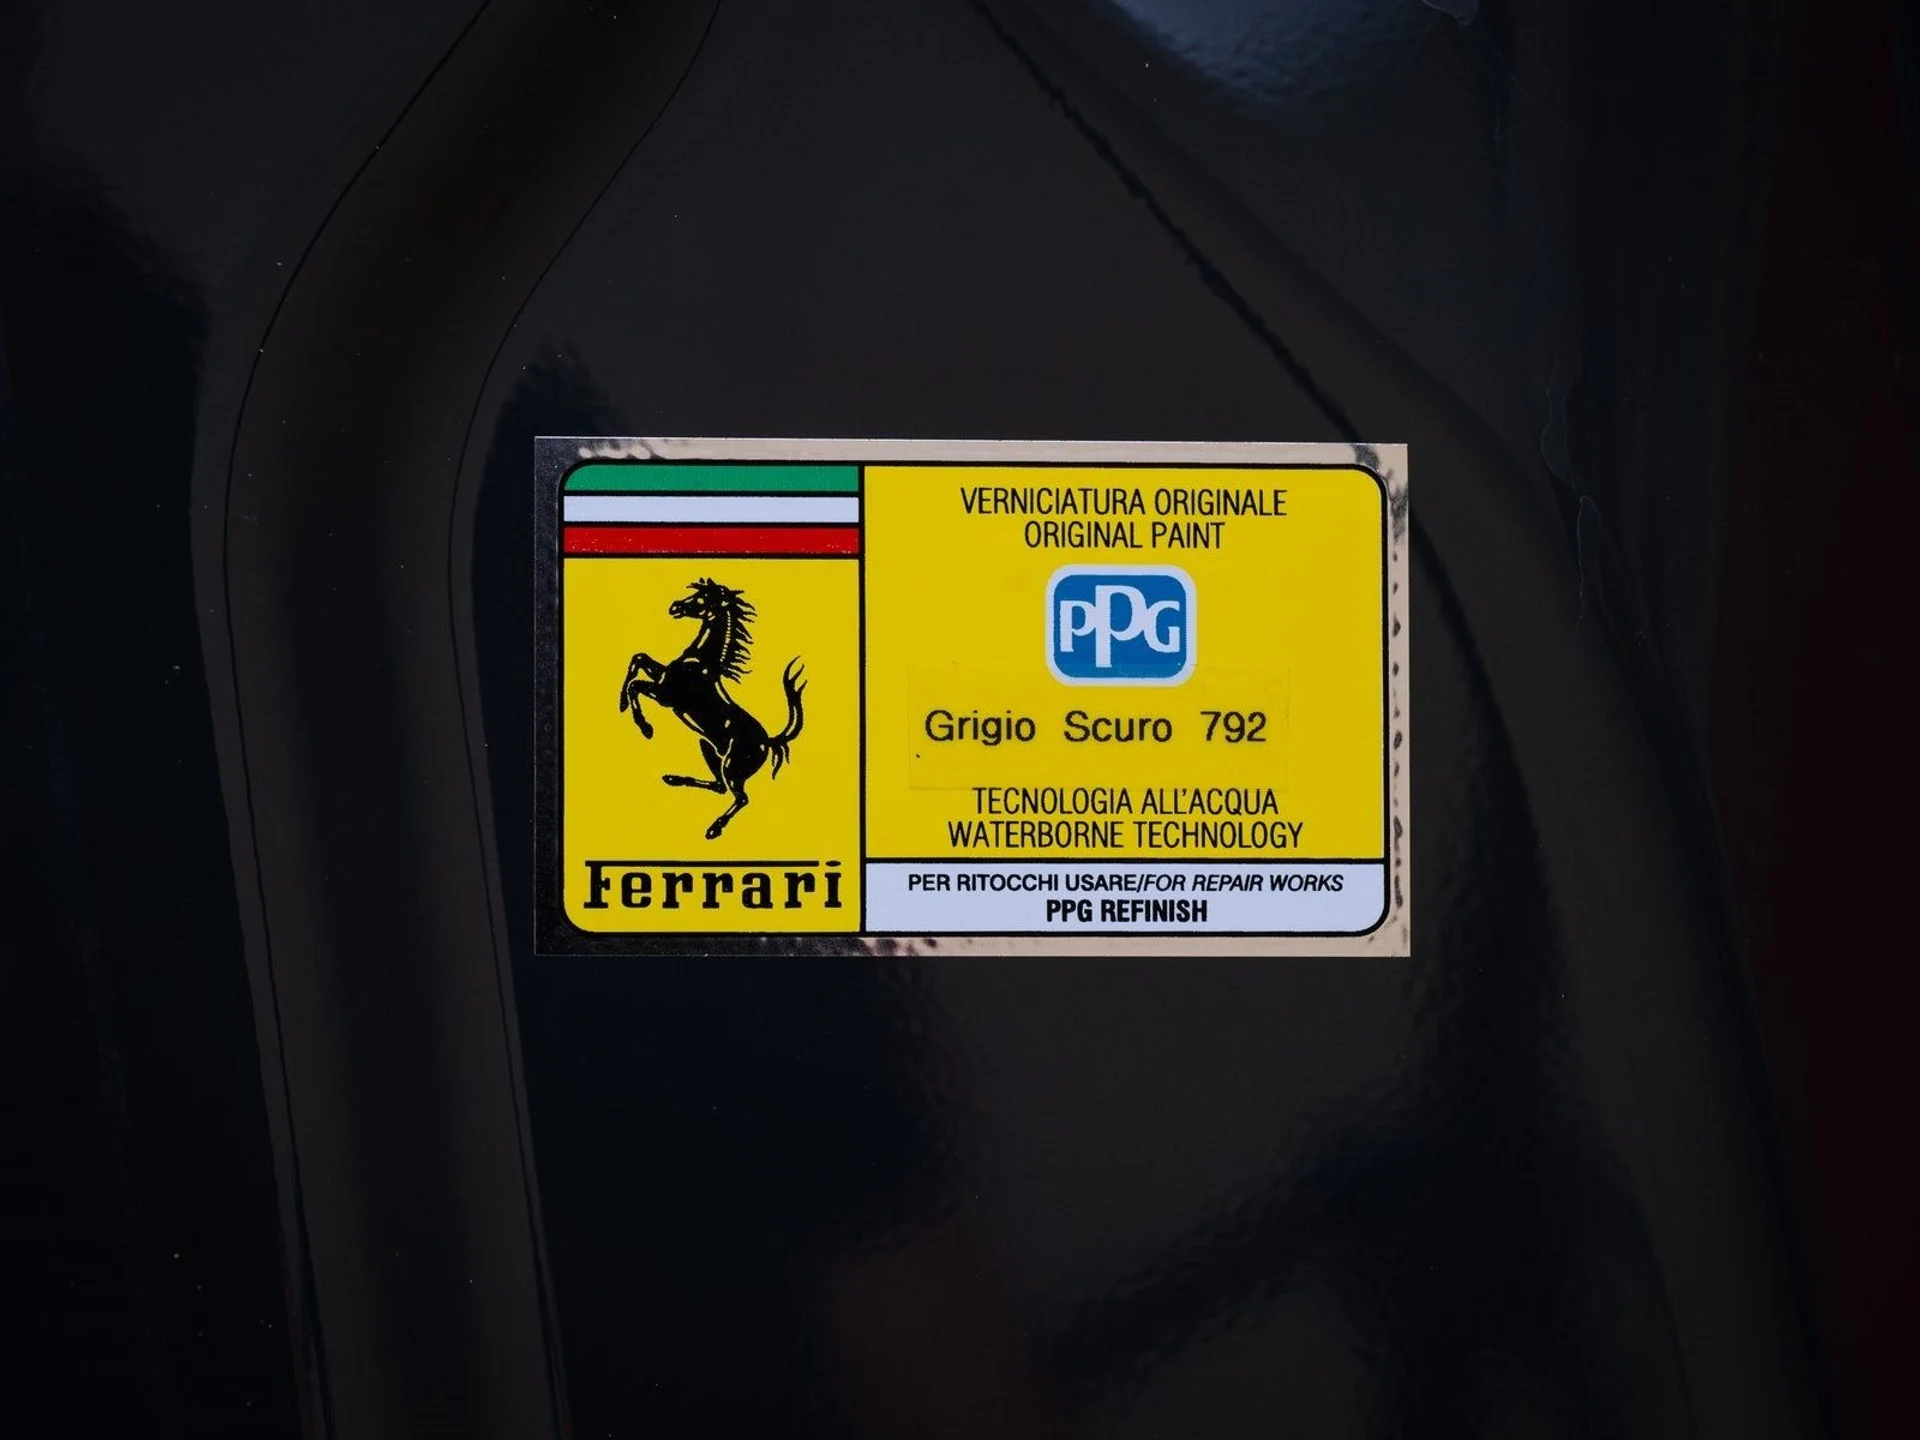 VERNICIATURA ORIGINALE
ORIGINAL PAINT
PPG
Grigio Scuro 792
TECNOLOGIA ALL'ACQUA
WATERBORNE TECHNOLOGY
Ferrari
PER RITOCCHI USARE/FOR REPAIR WORKS
PPG REFINISH